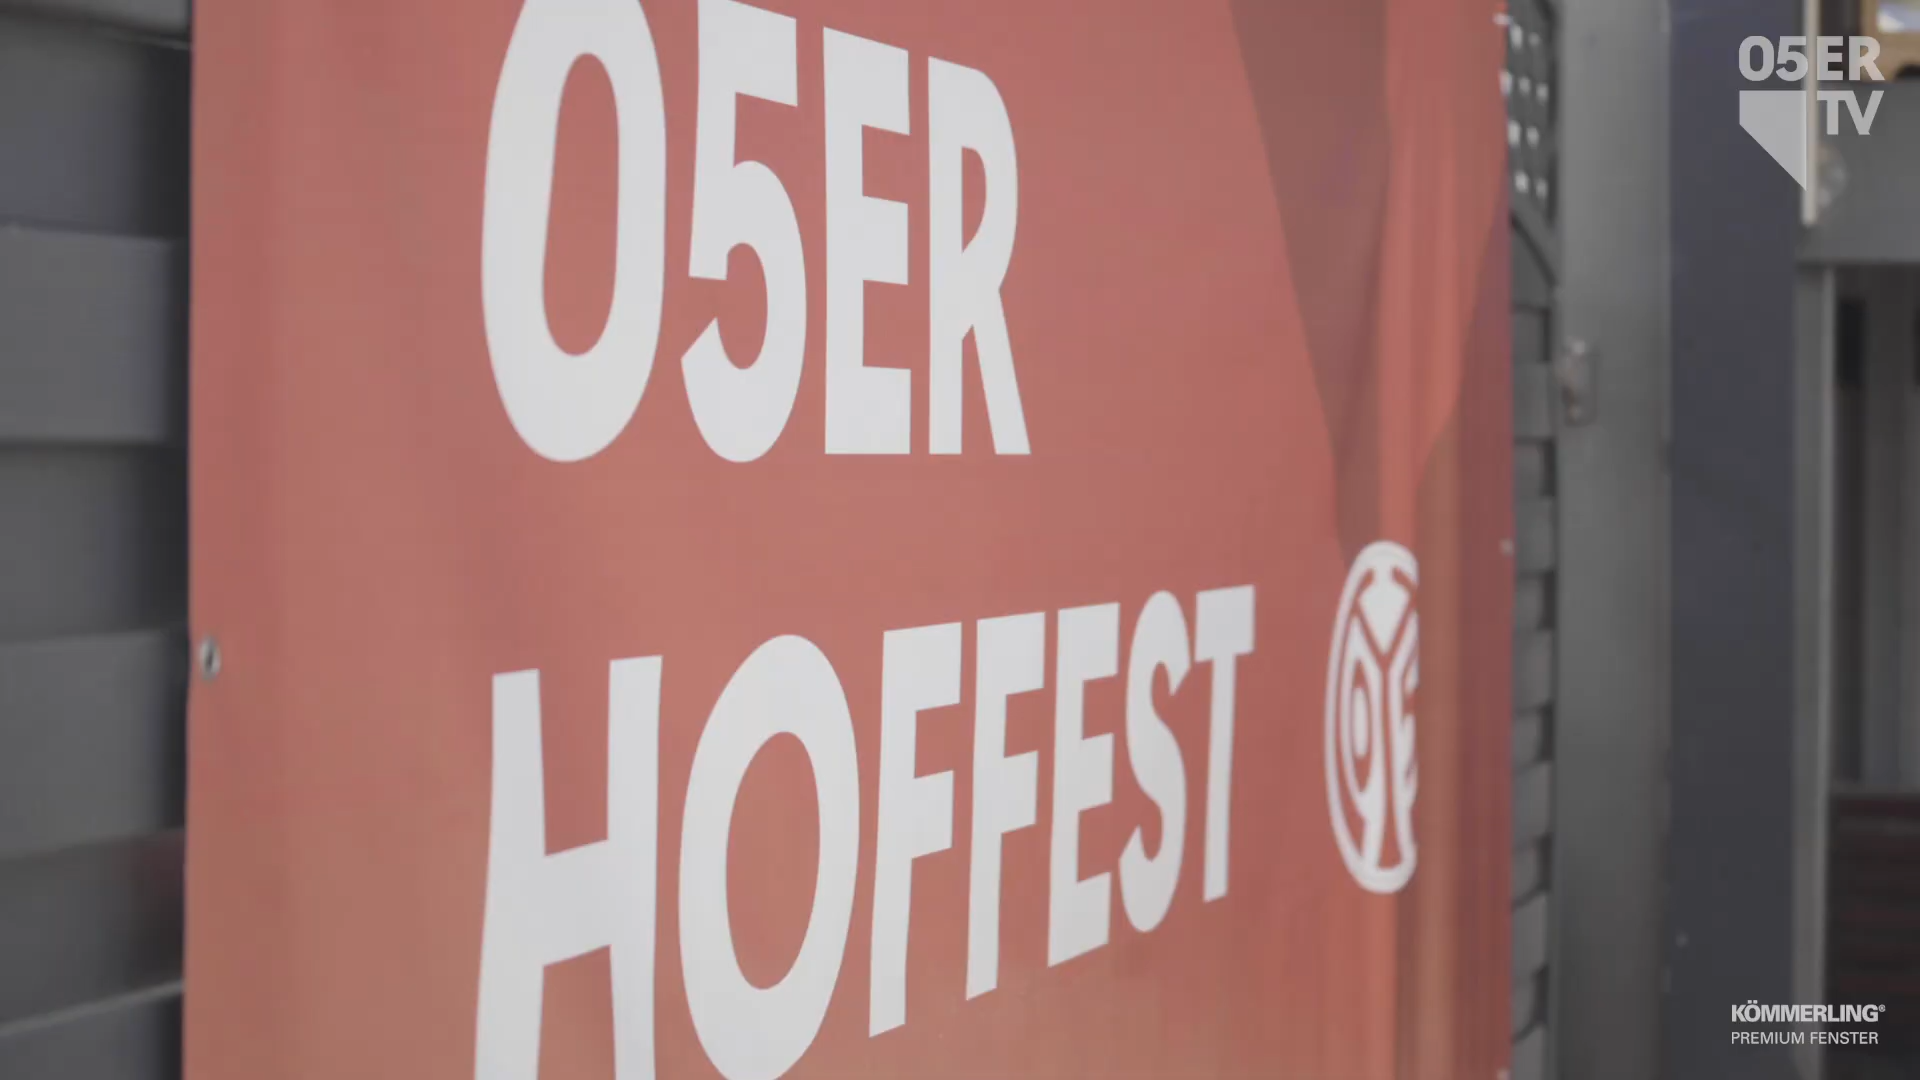 05ER
HOFFEST
05ER
TV
KÖMMERLING®
PREMIUM FENSTER